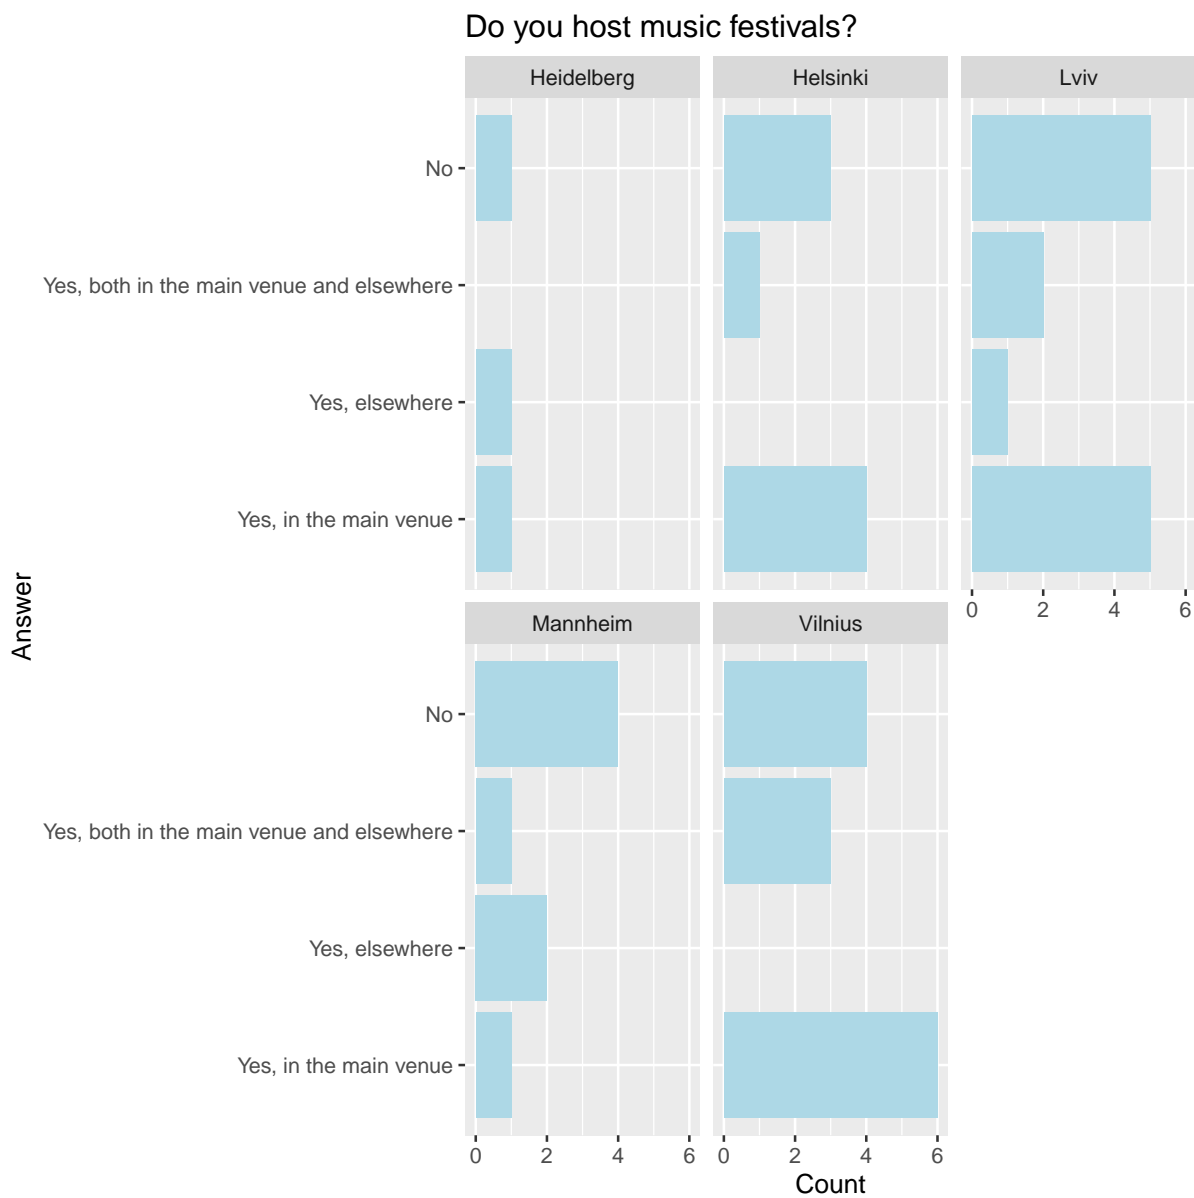 Do you host music festivals?
Heidelberg
Helsinki
Lviv
No
Yes, both in the main venue and elsewhere
Yes, elsewhere
Yes, in the main venue
0 2 4 6
Answer
Mannheim
Vilnius
No
Yes, both in the main venue and elsewhere
Yes, elsewhere
Yes, in the main venue
0 2 4 6
0 2 4 6
Count